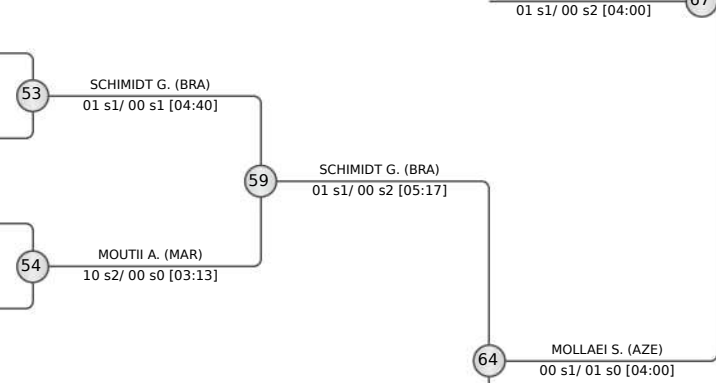 67
01 s1/ 00 s2 [04:00]
53
SCHIMIDT G. (BRA)
01 s1/ 00 s1 [04:40]
59
SCHIMIDT G. (BRA)
01 s1/ 00 s2 [05:17]
54
MOUTII A. (MAR)
10 s2/ 00 s0 [03:13]
64
MOLLAEI S. (AZE)
00 s1/ 01 s0 [04:00]